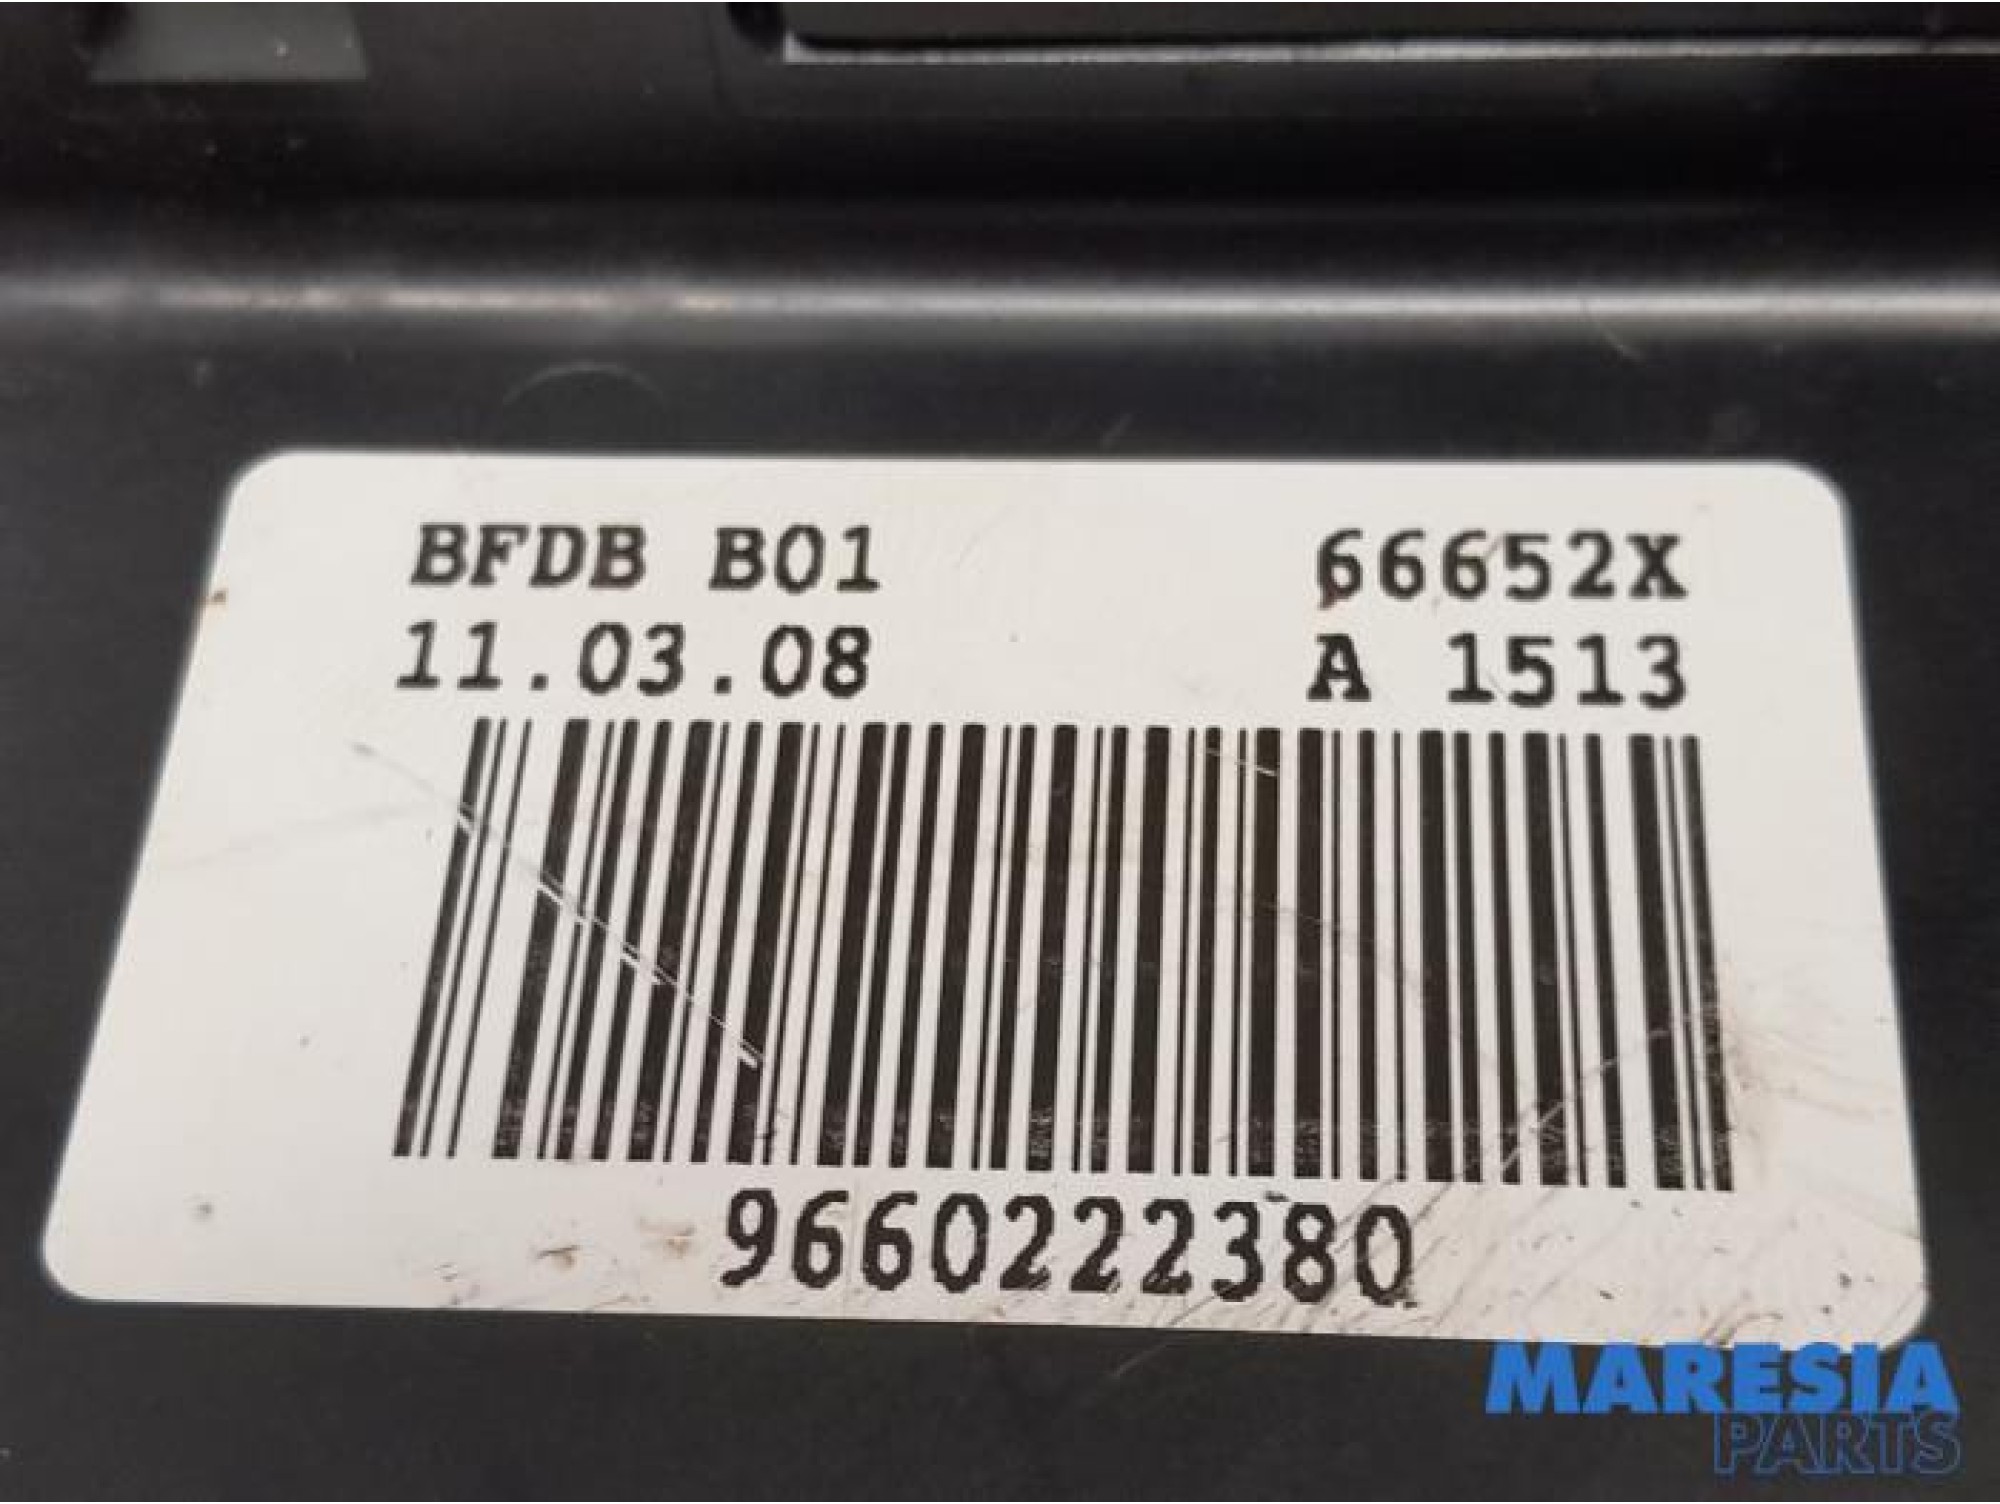 BFDB B01 66652X
11.03.08 A 1513
9660222380
MARESIA
PARTS